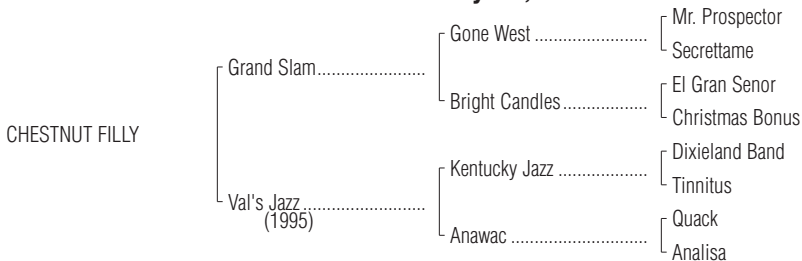 Mr. Prospector
Gone West
Secrettame
Grand Slam
El Gran Senor
Bright Candles
Christmas Bonus
CHESTNUT FILLY
Dixieland Band
Kentucky Jazz
Tinnitus
Val's Jazz
(1995)
Quack
Anawac
Analisa